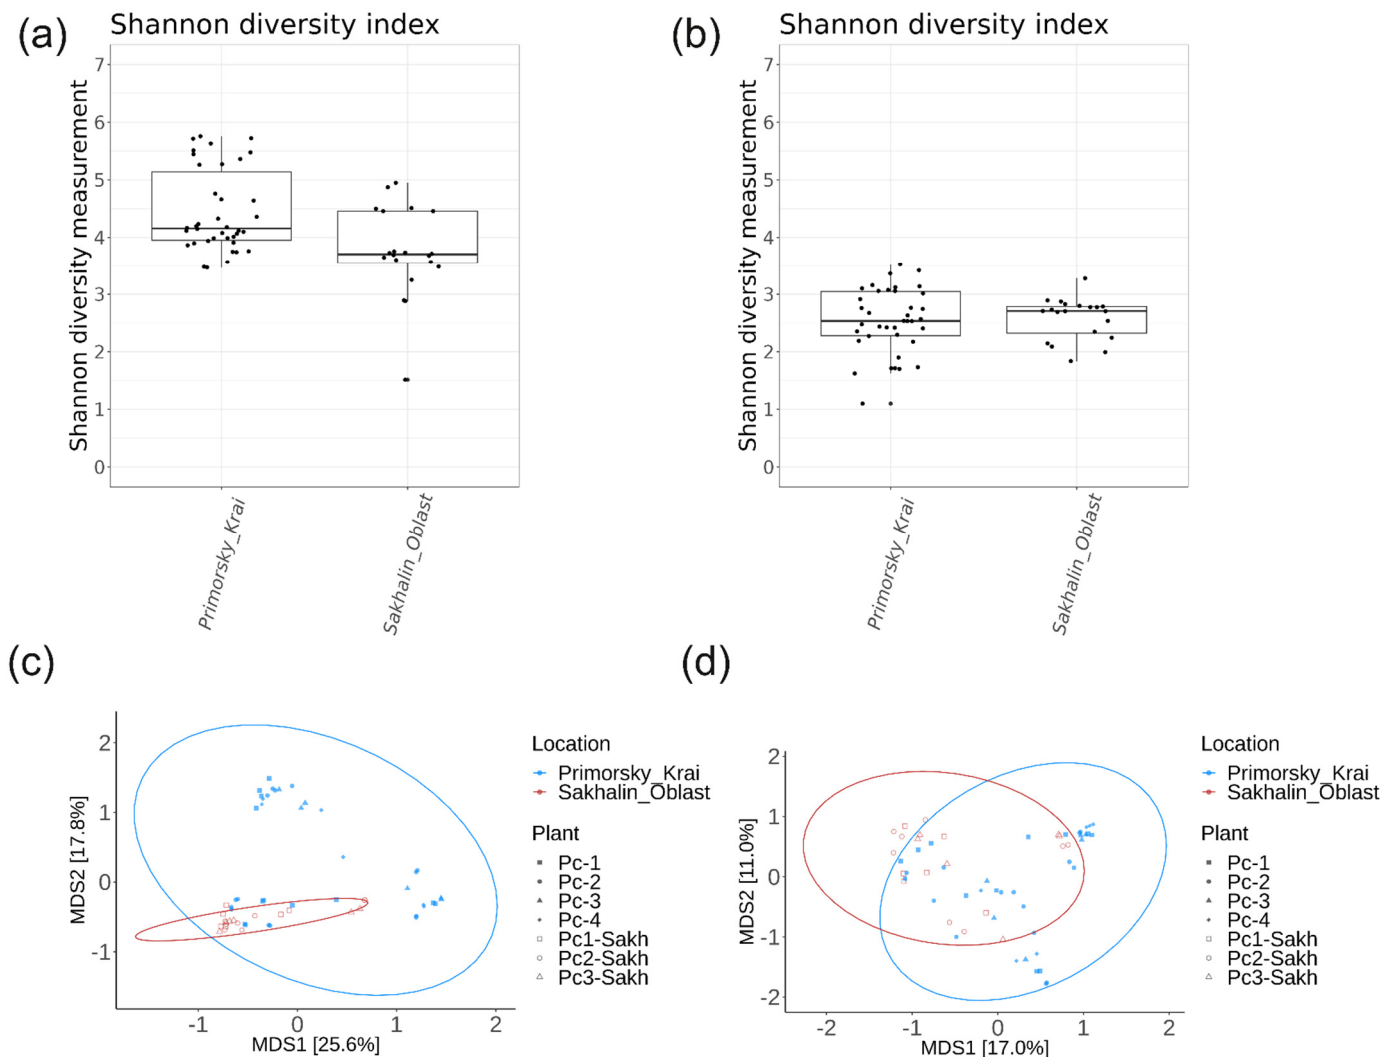 (a)
Shannon diversity index
Shannon diversity measurement
7
6
5
4
3
2
1
0
Primorsky_Krai
Sakhalin_Oblast
(b)
Shannon diversity index
Shannon diversity measurement
7
6
5
4
3
2
1
0
Primorsky_Krai
Sakhalin_Oblast
(c)
MDS2 [17.8%]
2
1
0
-1
-1
0
1
2
MDS1 [25.6%]
Location
Primorsky_Krai
Sakhalin_Oblast
Plant
Pc-1
Pc-2
Pc-3
Pc-4
Pc1-Sakh
Pc2-Sakh
Pc3-Sakh
(d)
MDS2 [11.0%]
2
1
0
-1
-2
-2
-1
0
1
2
MDS1 [17.0%]
Location
Primorsky_Krai
Sakhalin_Oblast
Plant
Pc-1
Pc-2
Pc-3
Pc-4
Pc1-Sakh
Pc2-Sakh
Pc3-Sakh